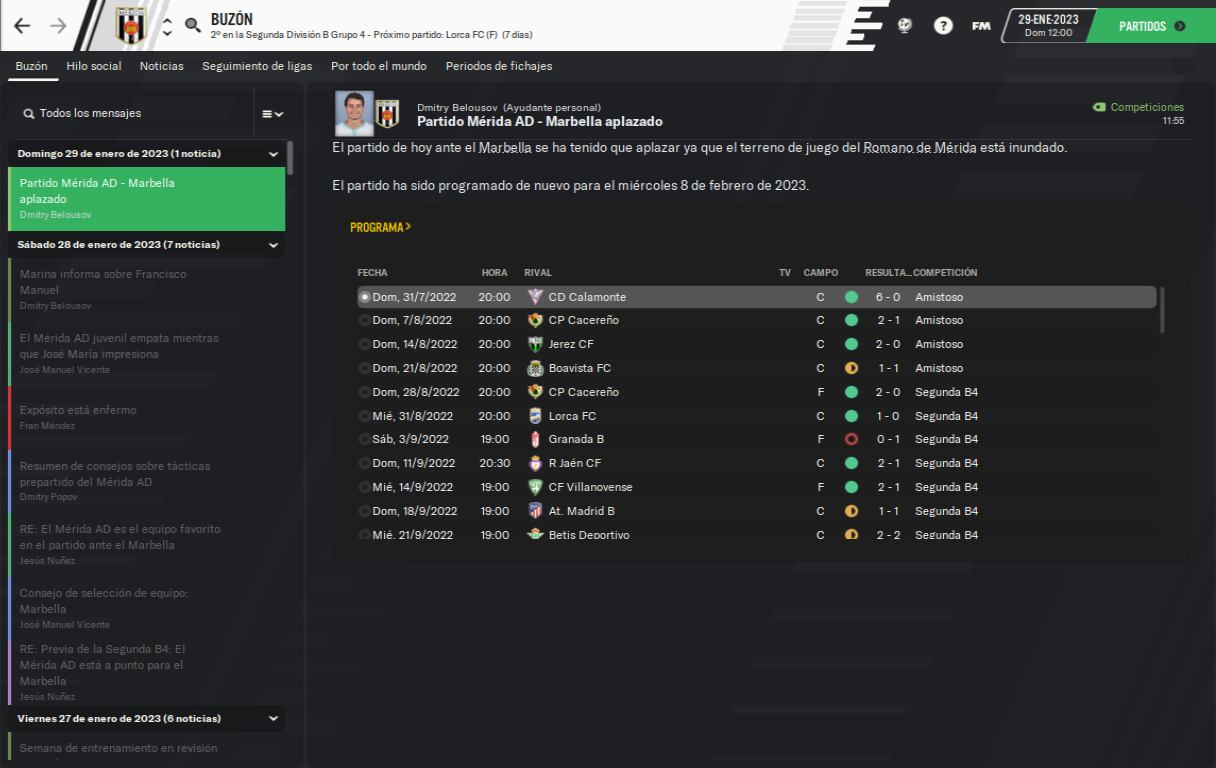 BUZÓN
2º en la Segunda División B Grupo 4 - Próximo partido: Lorca FC (F) (7 días)
?
FM
29-ENE-2023
Dom 12:00
PARTIDOS
Buzón Hilo social Noticias Seguimiento de ligas Por todo el mundo Periodos de fichajes
Todos los mensajes
Domingo 29 de enero de 2023 (1 noticia)
Partido Mérida AD - Marbella
aplazado
Dmitry Belousov
Sábado 28 de enero de 2023 (7 noticias)
Marina informa sobre Francisco
Manuel
Dmitry Belousov
El Mérida AD juvenil empata mientras
que José María impresiona
José Manuel Vicente
Expósito está enfermo
Fran Méndez
Resumen de consejos sobre tácticas
prepartido del Mérida AD
Dmitry Popov
RE: El Mérida AD es el equipo favorito
en el partido ante el Marbella
Jesús Nuñez
Consejo de selección de equipo:
Marbella
José Manuel Vicente
RE: Previa de la Segunda B4: El
Mérida AD está a punto para el
Marbella
Jesús Nuñez
Viernes 27 de enero de 2023 (6 noticias)
Semana de entrenamiento en revisión
Dmitry Belousov (Ayudante personal)
Partido Mérida AD - Marbella aplazado
Competiciones
11:55
El partido de hoy ante el Marbella se ha tenido que aplazar ya que el terreno de juego del Romano de Mérida está inundado.
El partido ha sido programado de nuevo para el miércoles 8 de febrero de 2023.
PROGRAMA >
FECHA HORA RIVAL TV CAMPO RESULTA... COMPETICIÓN
Dom, 31/7/2022 20:00 CD Calamonte C 6 - 0 Amistoso
Dom, 7/8/2022 20:00 CP Cacereño C 2 - 1 Amistoso
Dom, 14/8/2022 20:00 Jerez CF C 2 - 0 Amistoso
Dom, 21/8/2022 20:00 Boavista FC C 1 - 1 Amistoso
Dom, 28/8/2022 20:00 CP Cacereño F 2 - 0 Segunda B4
Mié, 31/8/2022 20:00 Lorca FC C 1 - 0 Segunda B4
Sáb, 3/9/2022 19:00 Granada B F 0 - 1 Segunda B4
Dom, 11/9/2022 20:30 R Jaén CF C 2 - 1 Segunda B4
Mié, 14/9/2022 19:00 CF Villanovense F 2 - 1 Segunda B4
Dom, 18/9/2022 19:00 At. Madrid B C 1 - 1 Segunda B4
Mié, 21/9/2022 19:00 Betis Deportivo C 2 - 2 Segunda B4